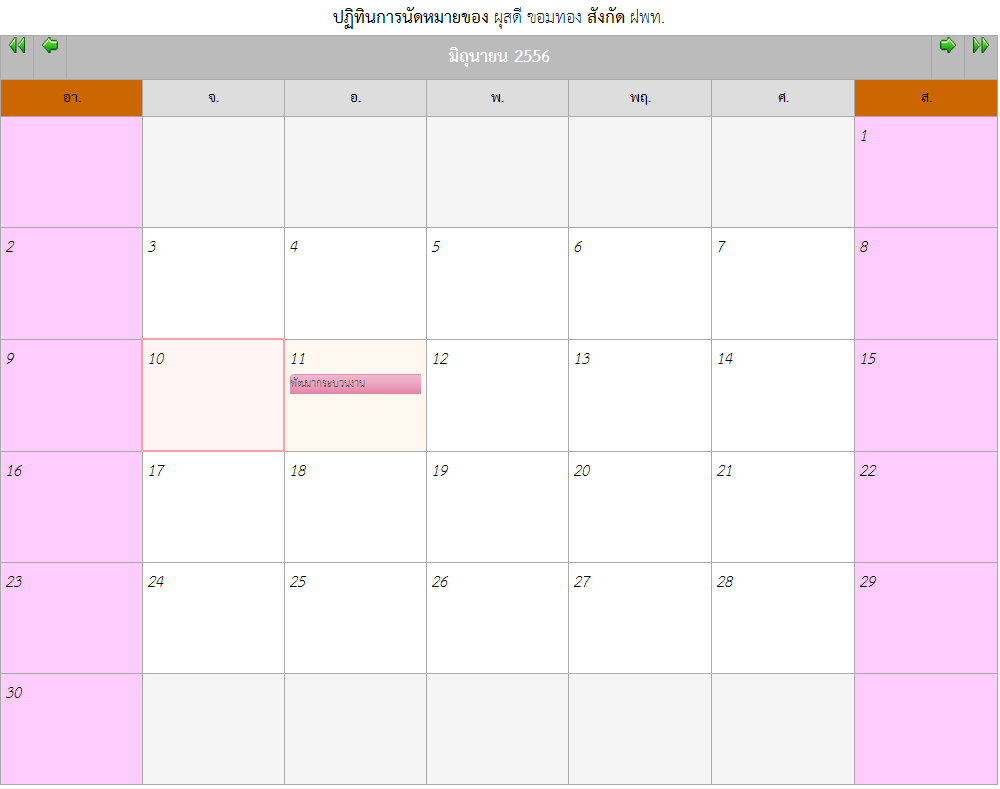 ปฏิทินการนัดหมายของ ผุสดี ขอมทอง สังกัด ฝพท.
มิถุนายน 2556
อา. จ. อ. พ. พฤ. ศ. ส.
1
2 3 4 5 6 7 8
9 10 11 12 13 14 15
พัฒนากระบวนงาน
16 17 18 19 20 21 22
23 24 25 26 27 28 29
30